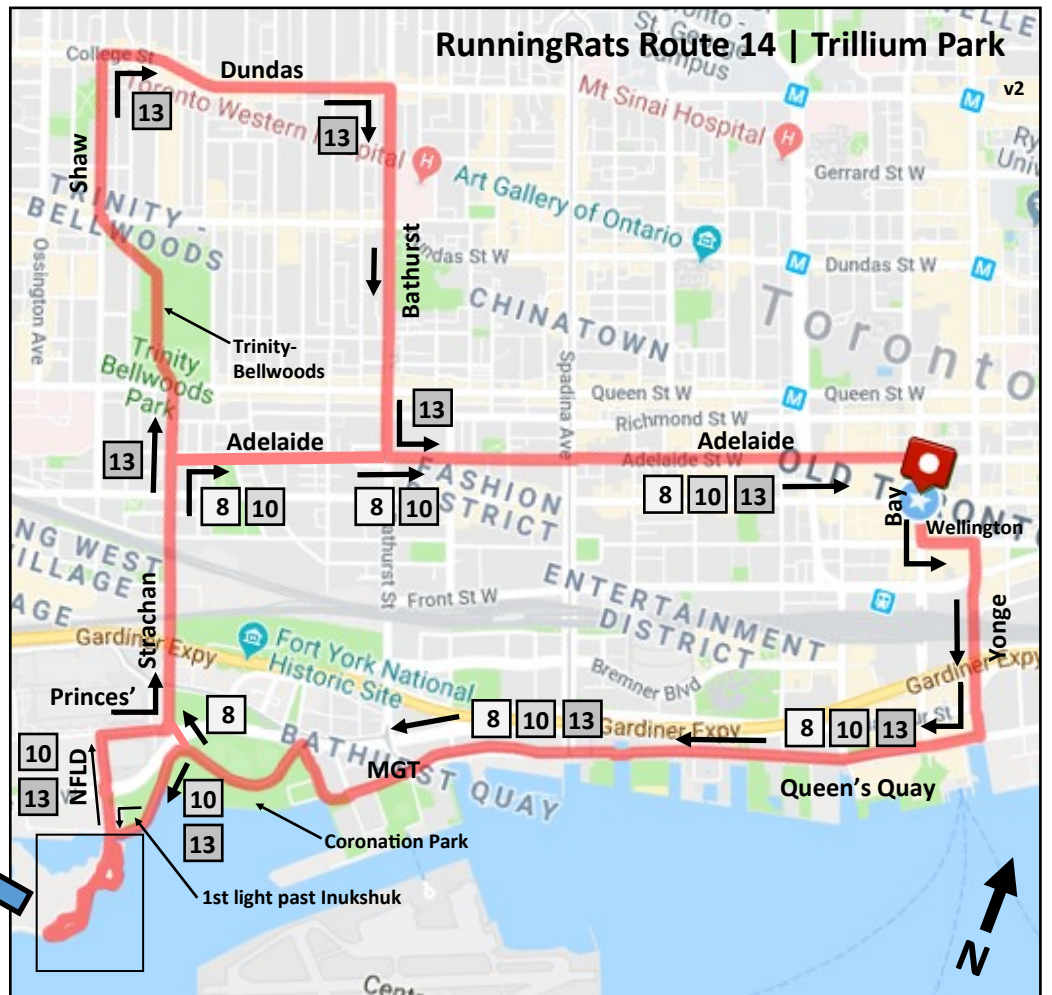 RunningRats Route 14 | Trillium Park
v2
College St
Dundas
13
Toronto Western
Mt Sinai Hospital
H
M
M
M
13
H
Gerrard St W
Shaw
TRINITY -
BELLWOODS
Art Gallery of Ontario
Ossington Ave
Bathurst
Dundas St W
M
Dundas St W
M
CHINATOWN
Toronto
Trinity-
Bellwoods
Trinity
Bellwoods
Park
Spadina Ave
Queen St W
M
Queen St W
Richmond St W
13
Adelaide
13
Adelaide
Adelaide St W
FASHION
DISTRICT
8 10
8 10
8 10 13
OLD TORONTO
Bay
Wellington
Bathurst St
Front St W
ENTERTAINMENT
DISTRICT
Strachan
Gardiner Expy
Fort York National
Historic Site
Bremner Blvd
Yonge
Gardiner Expy
Princes'
8
8 10 13
Gardiner Expy
8 10 13
BATHURST QUAY
MGT
Queen's Quay
10
13
NFLD
10
13
Coronation Park
1st light past Inukshuk
N